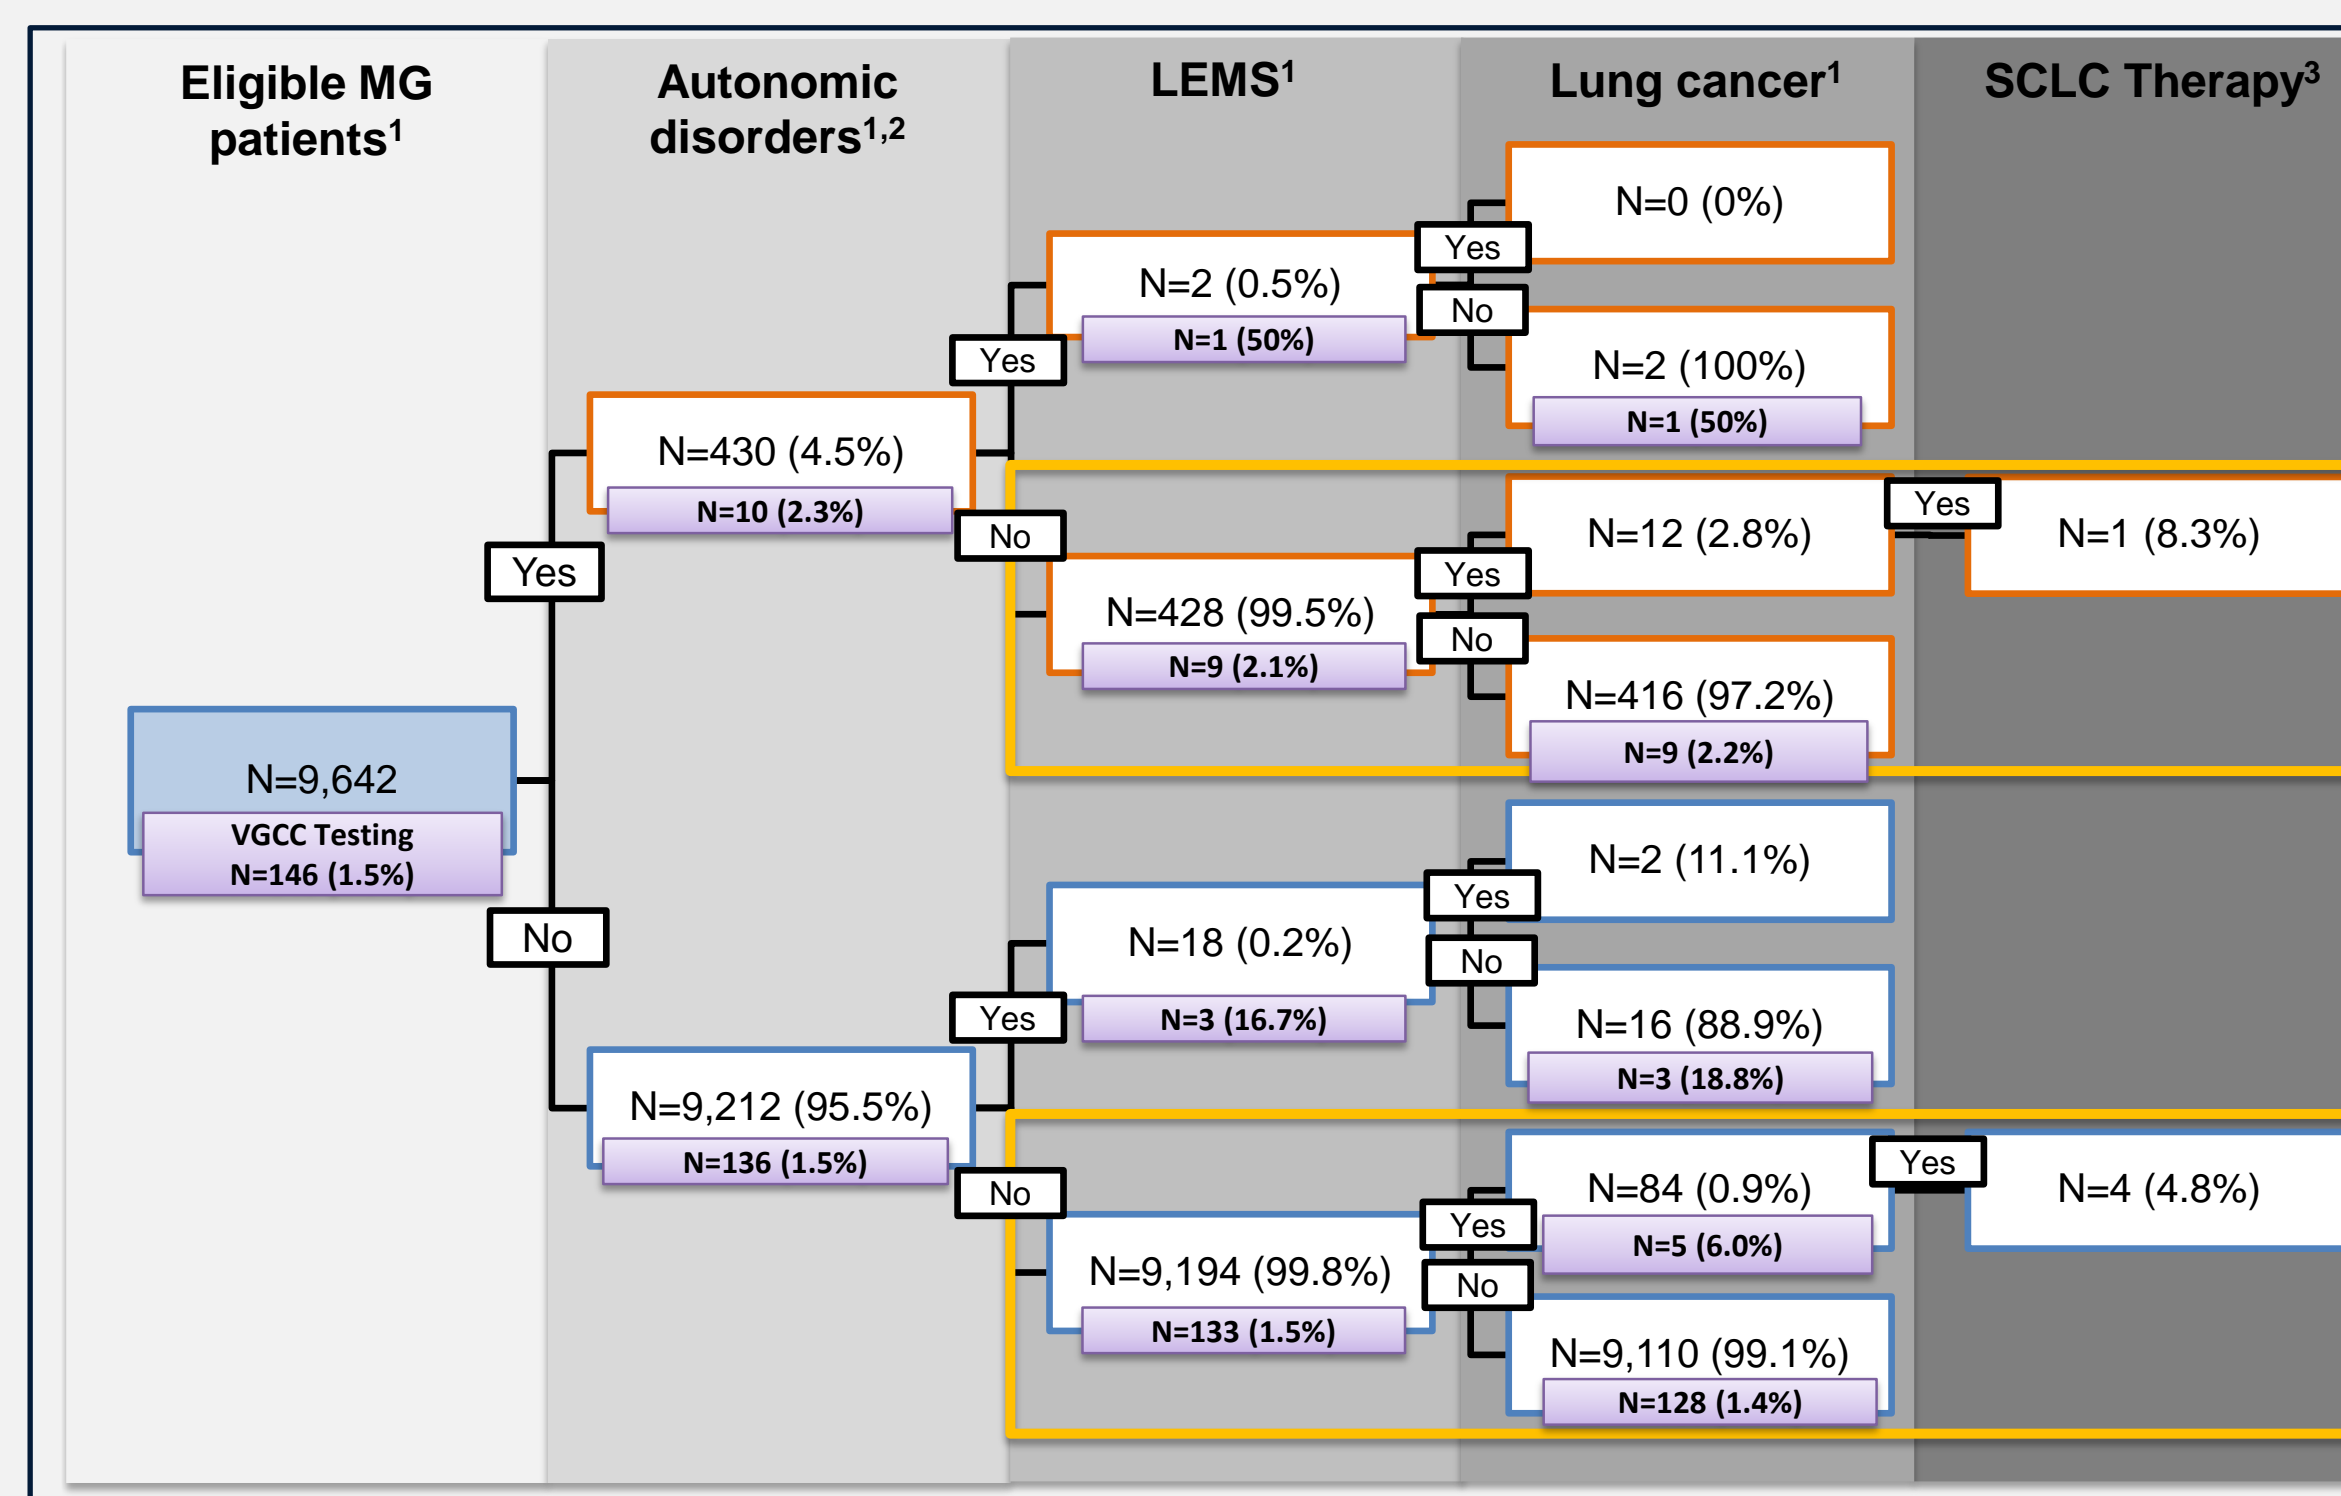 Eligible MG
patients1
Autonomic
disorders1,2
LEMS1
Lung cancer1
SCLC Therapy3
N=9,642
VGCC Testing
N=146 (1.5%)
Yes
No
N=430 (4.5%)
N=10 (2.3%)
N=9,212 (95.5%)
N=136 (1.5%)
Yes
No
Yes
No
N=2 (0.5%)
N=1 (50%)
N=428 (99.5%)
N=9 (2.1%)
N=18 (0.2%)
N=3 (16.7%)
N=9,194 (99.8%)
N=133 (1.5%)
Yes
No
Yes
No
Yes
No
Yes
No
N=0 (0%)
N=2 (100%)
N=1 (50%)
N=12 (2.8%)
N=416 (97.2%)
N=9 (2.2%)
N=2 (11.1%)
N=16 (88.9%)
N=3 (18.8%)
N=84 (0.9%)
N=5 (6.0%)
N=9,110 (99.1%)
N=128 (1.4%)
Yes
N=1 (8.3%)
Yes
N=4 (4.8%)